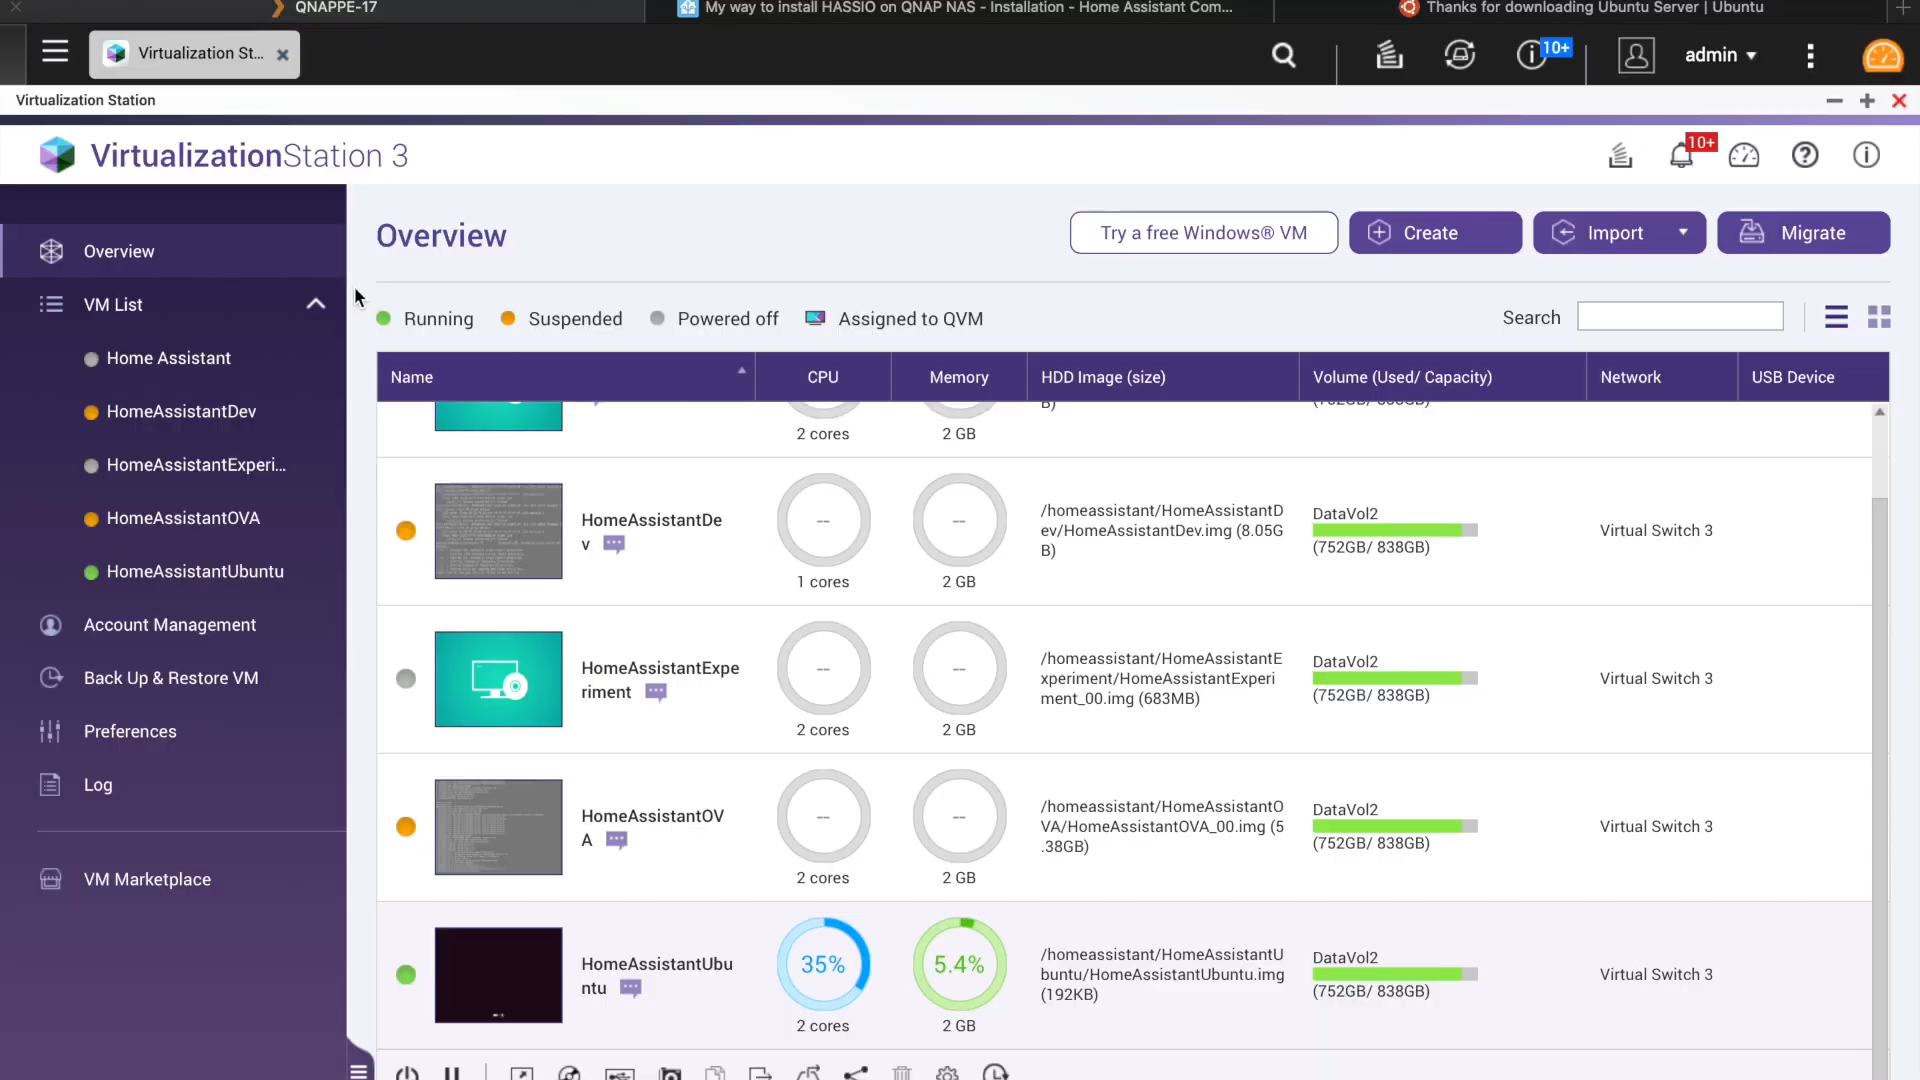 QNAPPE-17
My way to install HASSIO on QNAP NAS - Installation - Home Assistant Com...
Thanks for downloading Ubuntu Server | Ubuntu
Virtualization St...
10+
admin
Virtualization Station
VirtualizationStation 3
10+
Overview
VM List
Home Assistant
HomeAssistantDev
HomeAssistantExperi...
HomeAssistantOVA
HomeAssistantUbuntu
Account Management
Back Up & Restore VM
Preferences
Log
VM Marketplace
Overview
Try a free Windows® VM
Create
Import
Migrate
Running
Suspended
Powered off
Assigned to QVM
Search
Name
CPU
Memory
HDD Image (size)
Volume (Used/ Capacity)
Network
USB Device
2 cores
2 GB
B)
HomeAssistantDe
v
--
1 cores
--
2 GB
/homeassistant/HomeAssistantD
ev/HomeAssistantDev.img (8.05G
B)
DataVol2
(752GB/ 838GB)
Virtual Switch 3
HomeAssistantExpe
riment
--
2 cores
--
2 GB
/homeassistant/HomeAssistantE
xperiment/HomeAssistantExperi
ment_00.img (683MB)
DataVol2
(752GB/ 838GB)
Virtual Switch 3
HomeAssistantOV
A
--
2 cores
--
2 GB
/homeassistant/HomeAssistantO
VA/HomeAssistantOVA_00.img (5
.38GB)
DataVol2
(752GB/ 838GB)
Virtual Switch 3
HomeAssistantUbu
ntu
35%
2 cores
5.4%
2 GB
/homeassistant/HomeAssistantU
buntu/HomeAssistantUbuntu.img
(192KB)
DataVol2
(752GB/ 838GB)
Virtual Switch 3